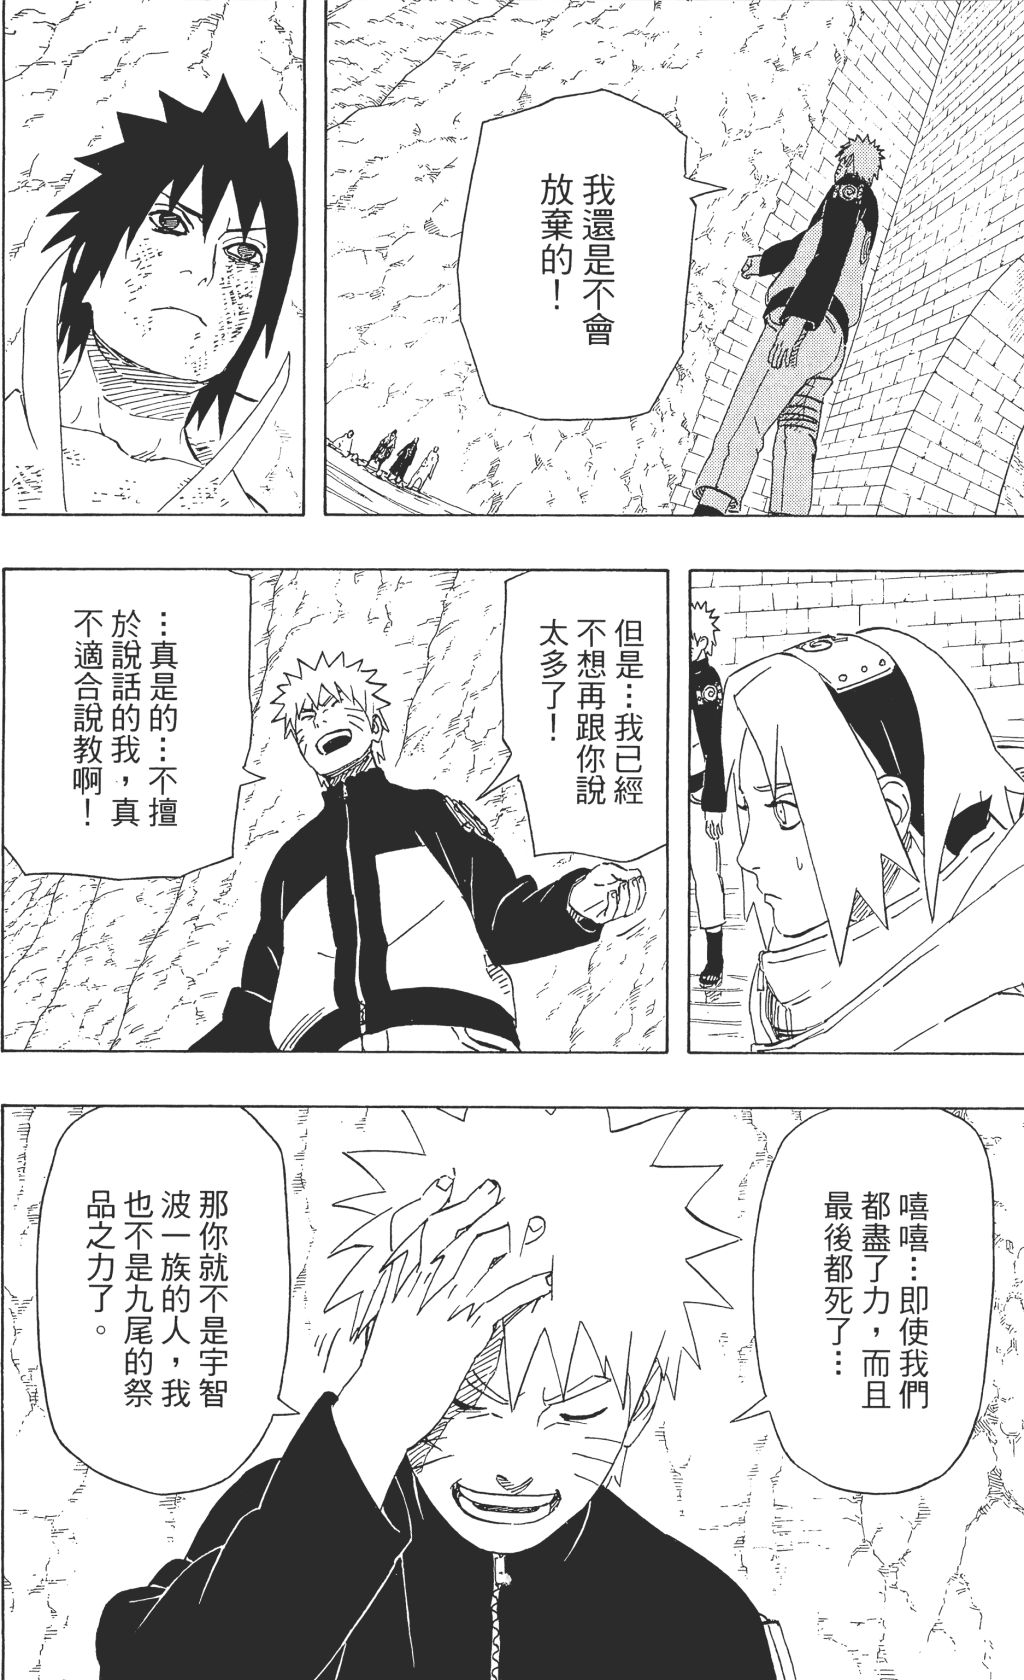 我還是不會
放棄的！
但是…我已經
不想再跟你說
太多了！
…真是的…不擅
於說話的我，真
不適合說教啊！
嘻嘻…即使我們
都盡了力，而且
最後都死了…
那你就不是宇智
波一族的人，我
也不是九尾的祭
品之力了。